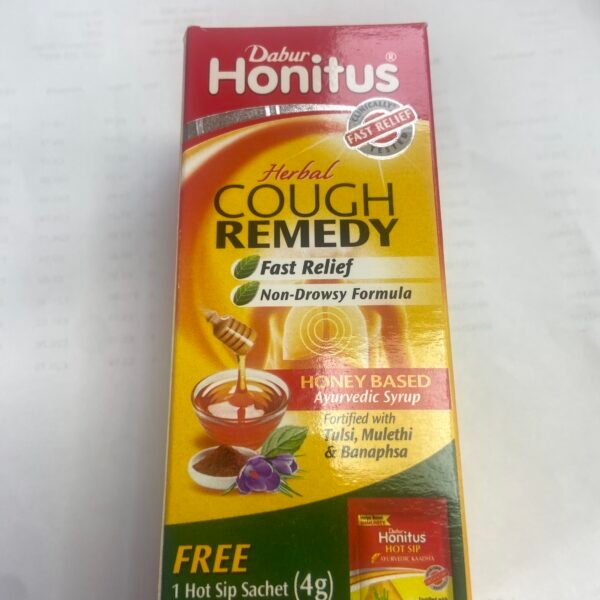 Dabur
Honitus®
CLINICALLY
FAST RELIEF
TESTED
Herbal
COUGH
REMEDY
Fast Relief
Non-Drowsy Formula
HONEY BASED
Ayurvedic Syrup
Fortified with
Tulsi, Mulethi
& Banaphsa
Dabur
Honitus
HOT SIP
AYURVEDIC KAADHA
FREE
1 Hot Sip Sachet (4g)